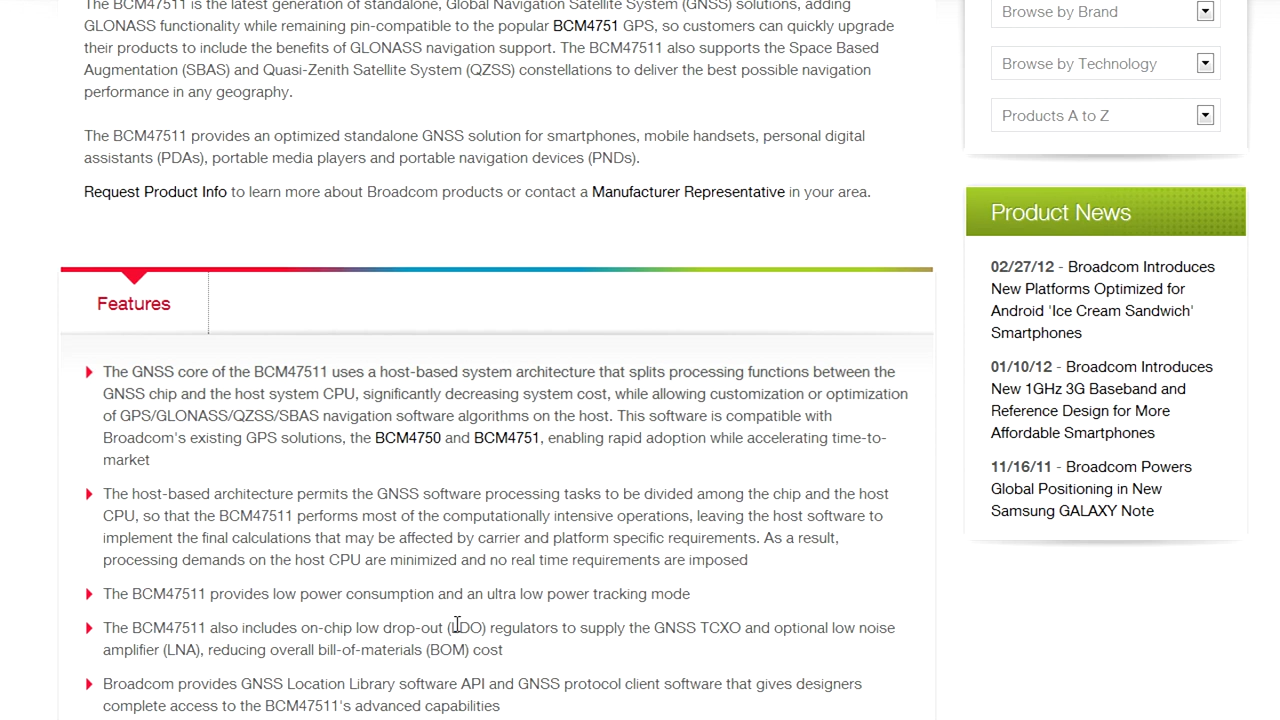 The BCM47511 is the latest generation of standalone, Global Navigation Satellite System (GNSS) solutions, adding
GLONASS functionality while remaining pin-compatible to the popular BCM4751 GPS, so customers can quickly upgrade
their products to include the benefits of GLONASS navigation support. The BCM47511 also supports the Space Based
Augmentation (SBAS) and Quasi-Zenith Satellite System (QZSS) constellations to deliver the best possible navigation
performance in any geography.
The BCM47511 provides an optimized standalone GNSS solution for smartphones, mobile handsets, personal digital
assistants (PDAs), portable media players and portable navigation devices (PNDs).
Request Product Info to learn more about Broadcom products or contact a Manufacturer Representative in your area.
Features
The GNSS core of the BCM47511 uses a host-based system architecture that splits processing functions between the
GNSS chip and the host system CPU, significantly decreasing system cost, while allowing customization or optimization
of GPS/GLONASS/QZSS/SBAS navigation software algorithms on the host. This software is compatible with
Broadcom's existing GPS solutions, the BCM4750 and BCM4751, enabling rapid adoption while accelerating time-to-
market
The host-based architecture permits the GNSS software processing tasks to be divided among the chip and the host
CPU, so that the BCM47511 performs most of the computationally intensive operations, leaving the host software to
implement the final calculations that may be affected by carrier and platform specific requirements. As a result,
processing demands on the host CPU are minimized and no real time requirements are imposed
The BCM47511 provides low power consumption and an ultra low power tracking mode
The BCM47511 also includes on-chip low drop-out (LDO) regulators to supply the GNSS TCXO and optional low noise
amplifier (LNA), reducing overall bill-of-materials (BOM) cost
Broadcom provides GNSS Location Library software API and GNSS protocol client software that gives designers
complete access to the BCM47511's advanced capabilities
Browse by Brand
Browse by Technology
Products A to Z
Product News
02/27/12 - Broadcom Introduces
New Platforms Optimized for
Android 'Ice Cream Sandwich'
Smartphones
01/10/12 - Broadcom Introduces
New 1GHz 3G Baseband and
Reference Design for More
Affordable Smartphones
11/16/11 - Broadcom Powers
Global Positioning in New
Samsung GALAXY Note